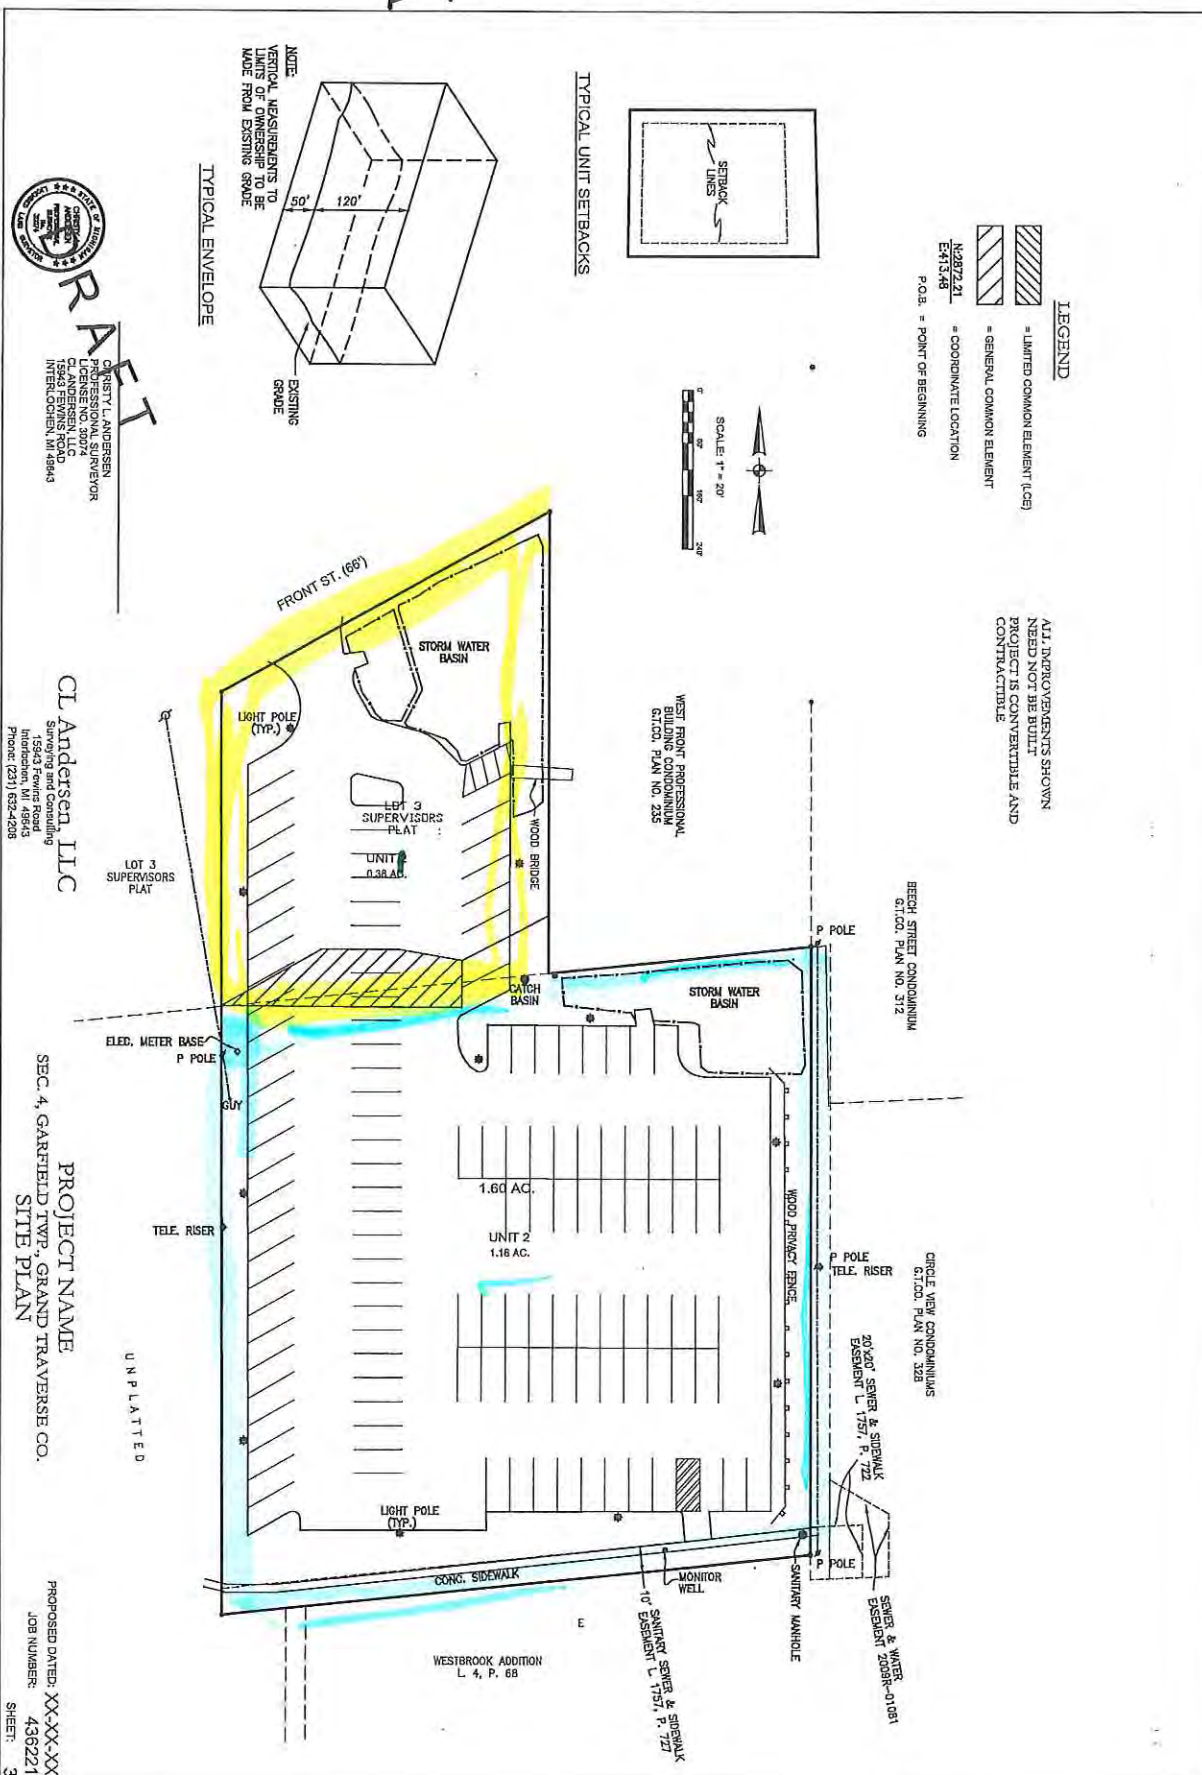 LEGEND
= LIMITED COMMON ELEMENT (LCE)
= GENERAL COMMON ELEMENT
N:2872.21
E:413.48
= COORDINATE LOCATION
P.O.B. = POINT OF BEGINNING
ALL IMPROVEMENTS SHOWN
NEED NOT BE BUILT
PROJECT IS CONVERTIBLE AND
CONTRACTIBLE
SETBACK
LINES
TYPICAL UNIT SETBACKS
SCALE: 1" = 20'
NOTE:
VERTICAL MEASUREMENTS TO
LIMITS OF OWNERSHIP TO BE
MADE FROM EXISTING GRADE
50'
120'
EXISTING
GRADE
TYPICAL ENVELOPE
STATE OF MICHIGAN
RAFT
CHRISTY L. ANDERSEN
PROFESSIONAL SURVEYOR
LICENSE NO. 39074
CL ANDERSEN, LLC
15943 FEWINS ROAD
INTERLOCHEN, MI 49643
CL Andersen, LLC
Surveying and Consulting
15943 Fewins Road
Interlochen, MI 49643
Phone: (231) 632-4208
PROJECT NAME
SEC. 4, GARFIELD TWP., GRAND TRAVERSE CO.
SITE PLAN
PROPOSED DATED: XX-XX-XX
JOB NUMBER: 436221
SHEET: 3
FRONT ST. (66')
STORM WATER
BASIN
LIGHT POLE
(TYP.)
LOT 3
SUPERVISORS
PLAT
UNIT
0.38 AC.
WOOD BRIDGE
WEST FRONT PROFESSIONAL
BUILDING CONDOMINIUM
G.T.CO. PLAN NO. 235
BEECH STREET CONDOMINIUM
G.T.CO. PLAN NO. 312
P POLE
LOT 3
SUPERVISORS
PLAT
CATCH
BASIN
STORM WATER
BASIN
ELEC. METER BASE
P POLE
GUY
TELE. RISER
1.60 AC.
UNIT 2
1.16 AC.
WOOD PRIVACY FENCE
P POLE
TELE. RISER
CIRCLE VIEW CONDOMINIUMS
G.T.CO. PLAN NO. 328
20'x20' SEWER & SIDEWALK
EASEMENT L. 1757, P. 722
SEWER & WATER
EASEMENT 2009R-01081
UNPLATTED
LIGHT POLE
(TYP.)
P POLE
CONC. SIDEWALK
MONITOR
WELL
SANITARY MANHOLE
10' SANITARY SEWER & SIDEWALK
EASEMENT L. 1757, P. 727
E
WESTBROOK ADDITION
L. 4, P. 68